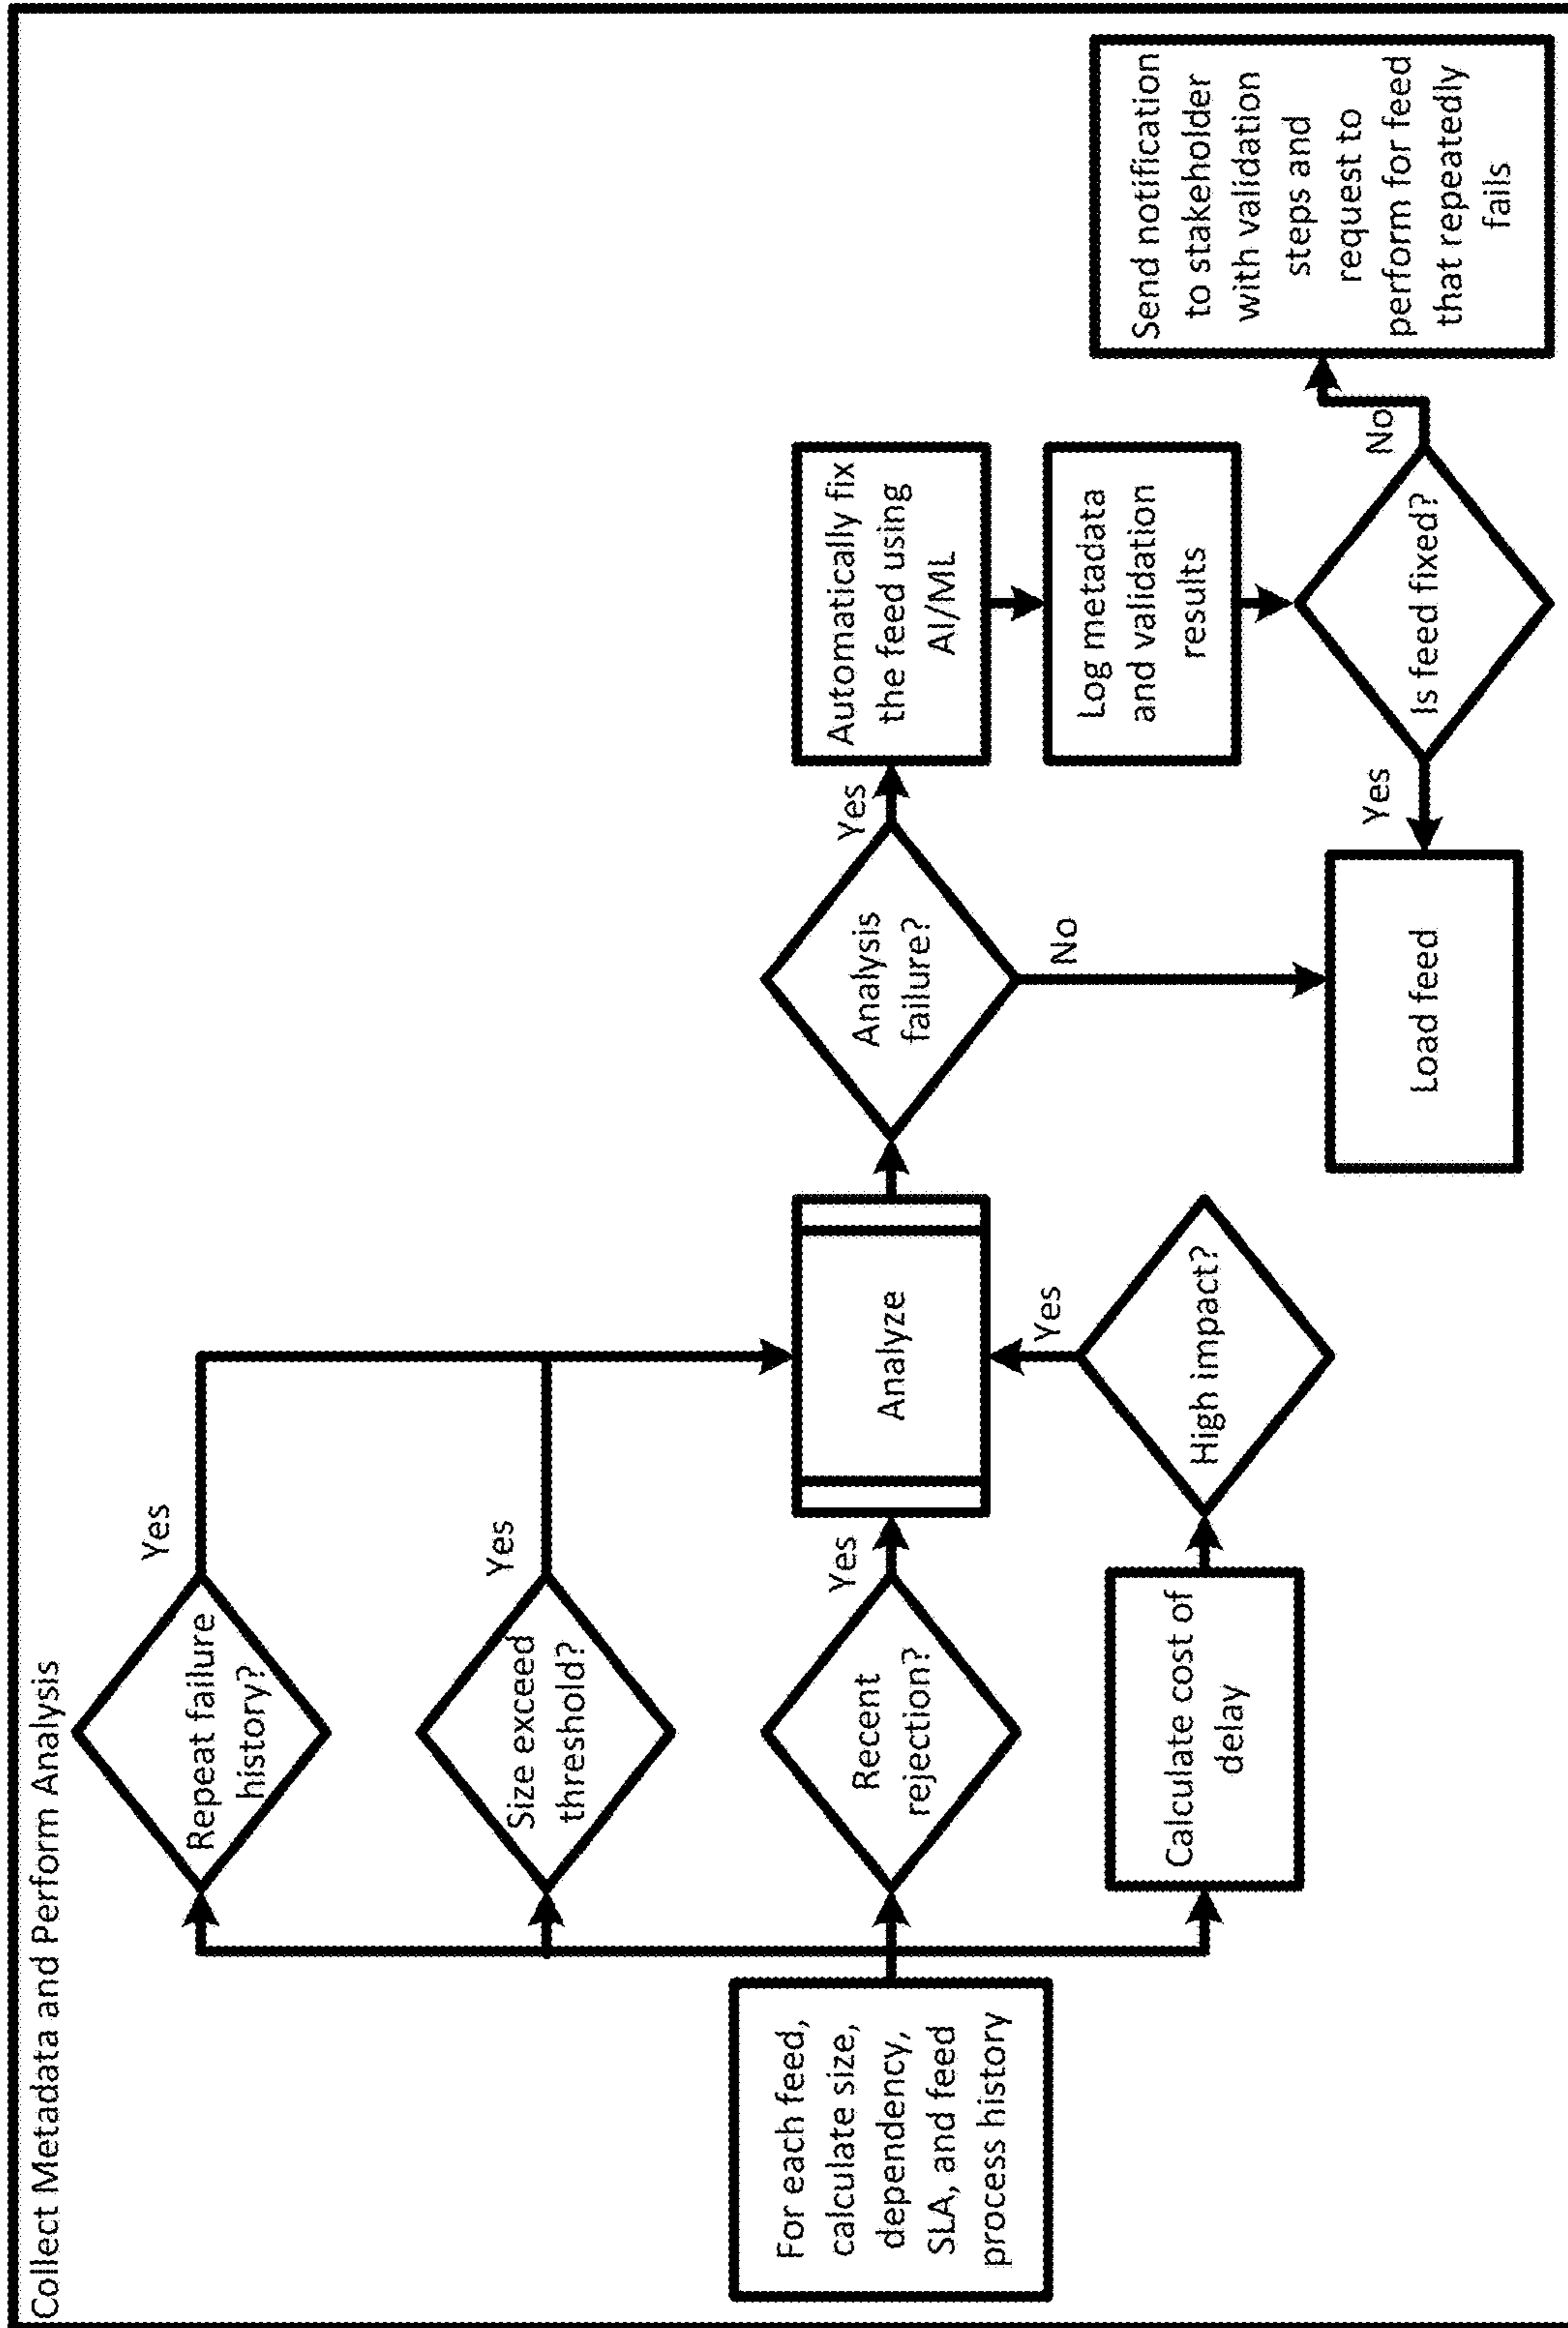 Collect Metadata and Perform Analysis
For each feed,
calculate size,
dependency,
SLA, and feed
process history
Repeat failure
history?
Yes
Size exceed
threshold?
Yes
Recent
rejection?
Yes
Calculate cost of
delay
High impact?
Yes
Analyze
Analysis
failure?
Yes
No
Automatically fix
the feed using
AI/ML
Log metadata
and validation
results
Is feed fixed?
Yes
No
Load feed
Send notification
to stakeholder
with validation
steps and
request to
perform for feed
that repeatedly
fails